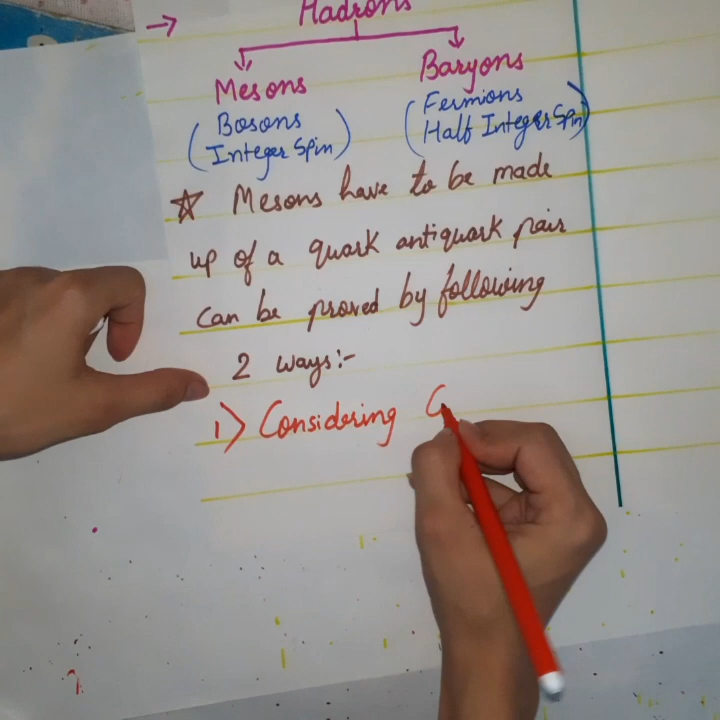 → Hadrons
Mesons Baryons
(Bosons (Fermions
Integer Spin) Half Integer Spin)
☆ Mesons have to be made
up of a quark antiquark pair
can be proved by following
2 ways:-
1) Considering C